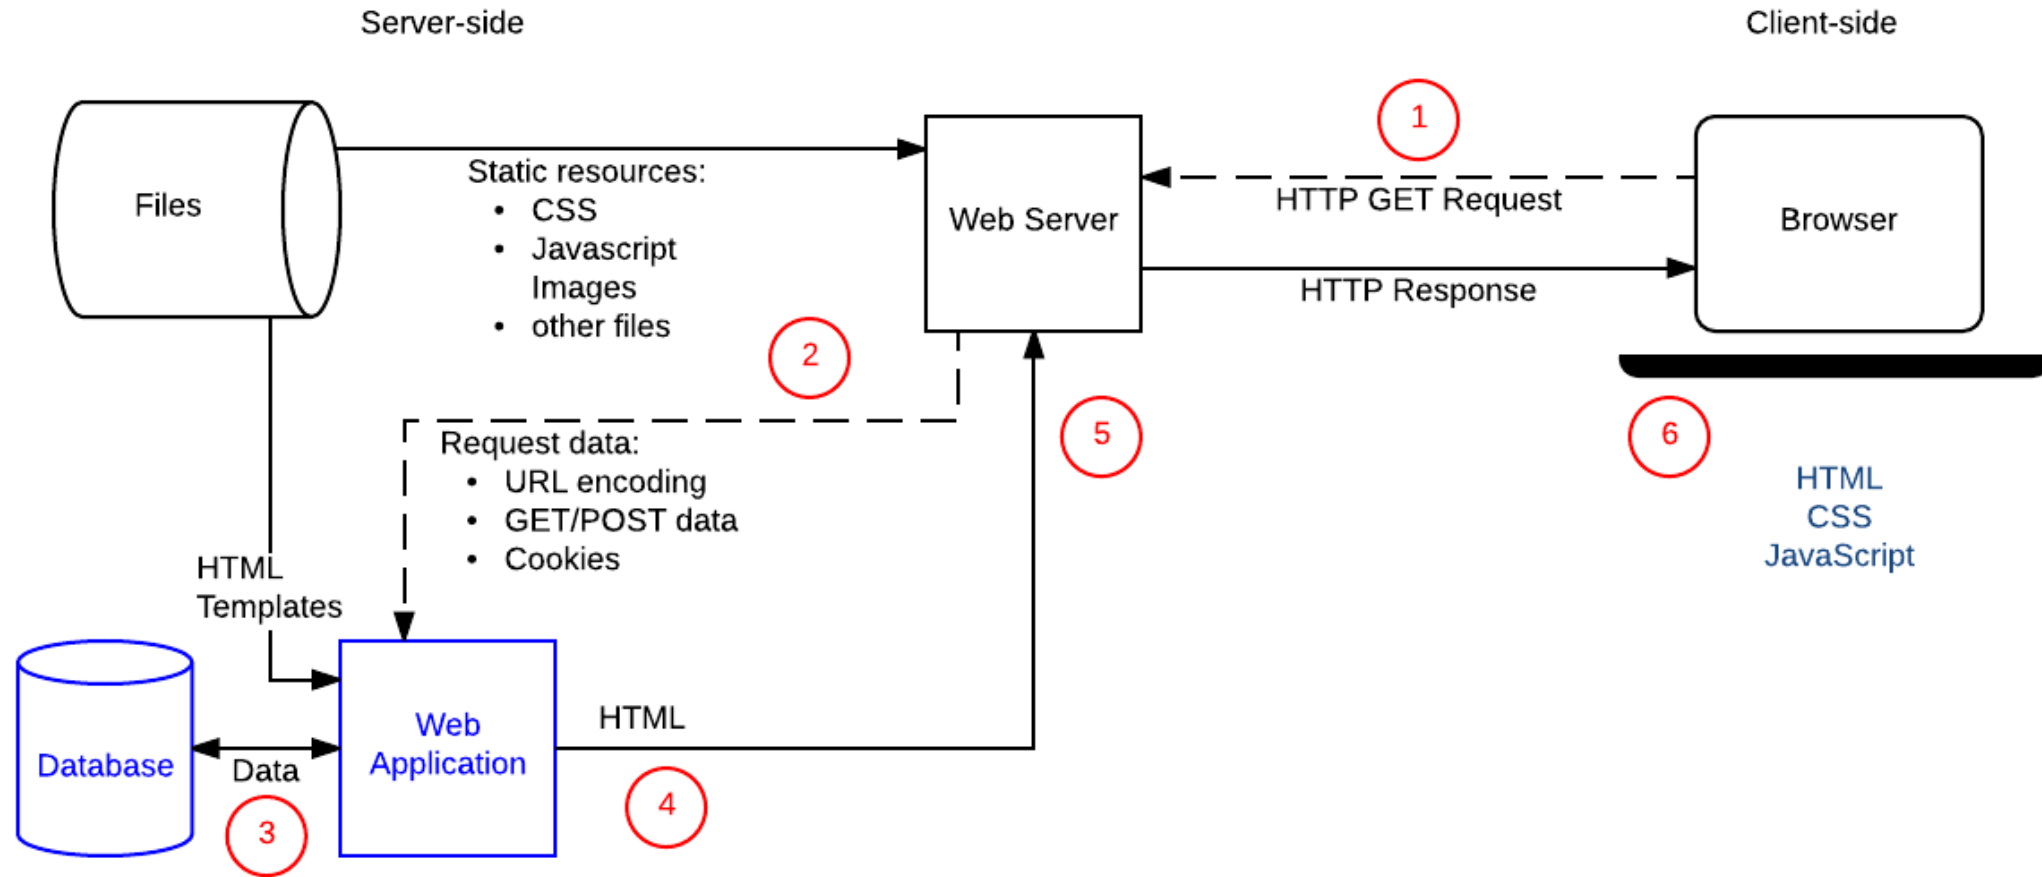 Server-side
Client-side
1
Files
Static resources:
• CSS
• Javascript
Images
• other files
Web Server
HTTP GET Request
Browser
HTTP Response
2
5
6
Request data:
• URL encoding
• GET/POST data
• Cookies
HTML
CSS
JavaScript
HTML
Templates
Database
Data
3
Web
Application
HTML
4